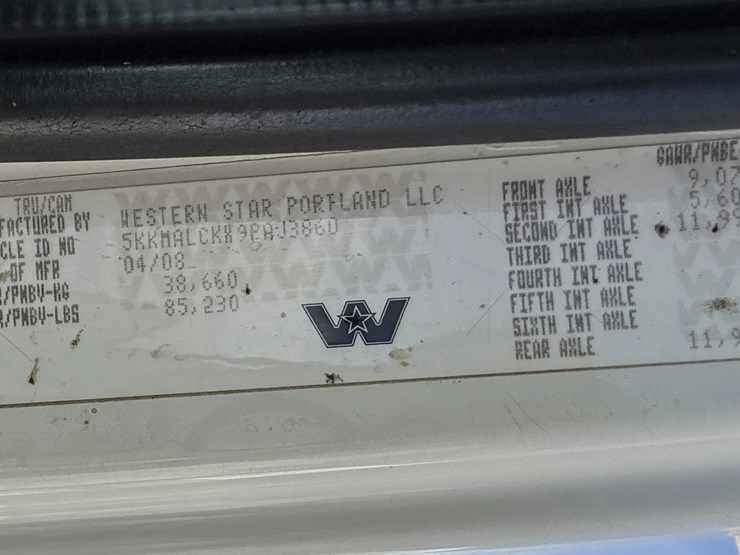 TRU/CAM
FACTURED BY WESTERN STAR PORTLAND LLC
CLE ID NO
OF MFR 04/08
/PNBV-KG 38,660
/PNBV-LBS 85,230
GAWR/PNBE
FRONT AXLE 9,07
FIRST INT AXLE 5,60
SECOND INT AXLE 11,99
THIRD INT AXLE
FOURTH INT AXLE
FIFTH INT AXLE
SIXTH INT AXLE
REAR AXLE 11,9